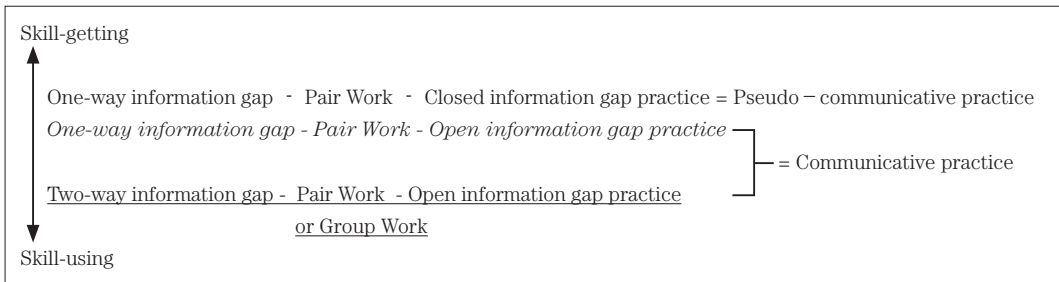 Skill-getting
One-way information gap - Pair Work - Closed information gap practice = Pseudo－communicative practice
One-way information gap - Pair Work - Open information gap practice
= Communicative practice
Two-way information gap - Pair Work - Open information gap practice
or Group Work
Skill-using